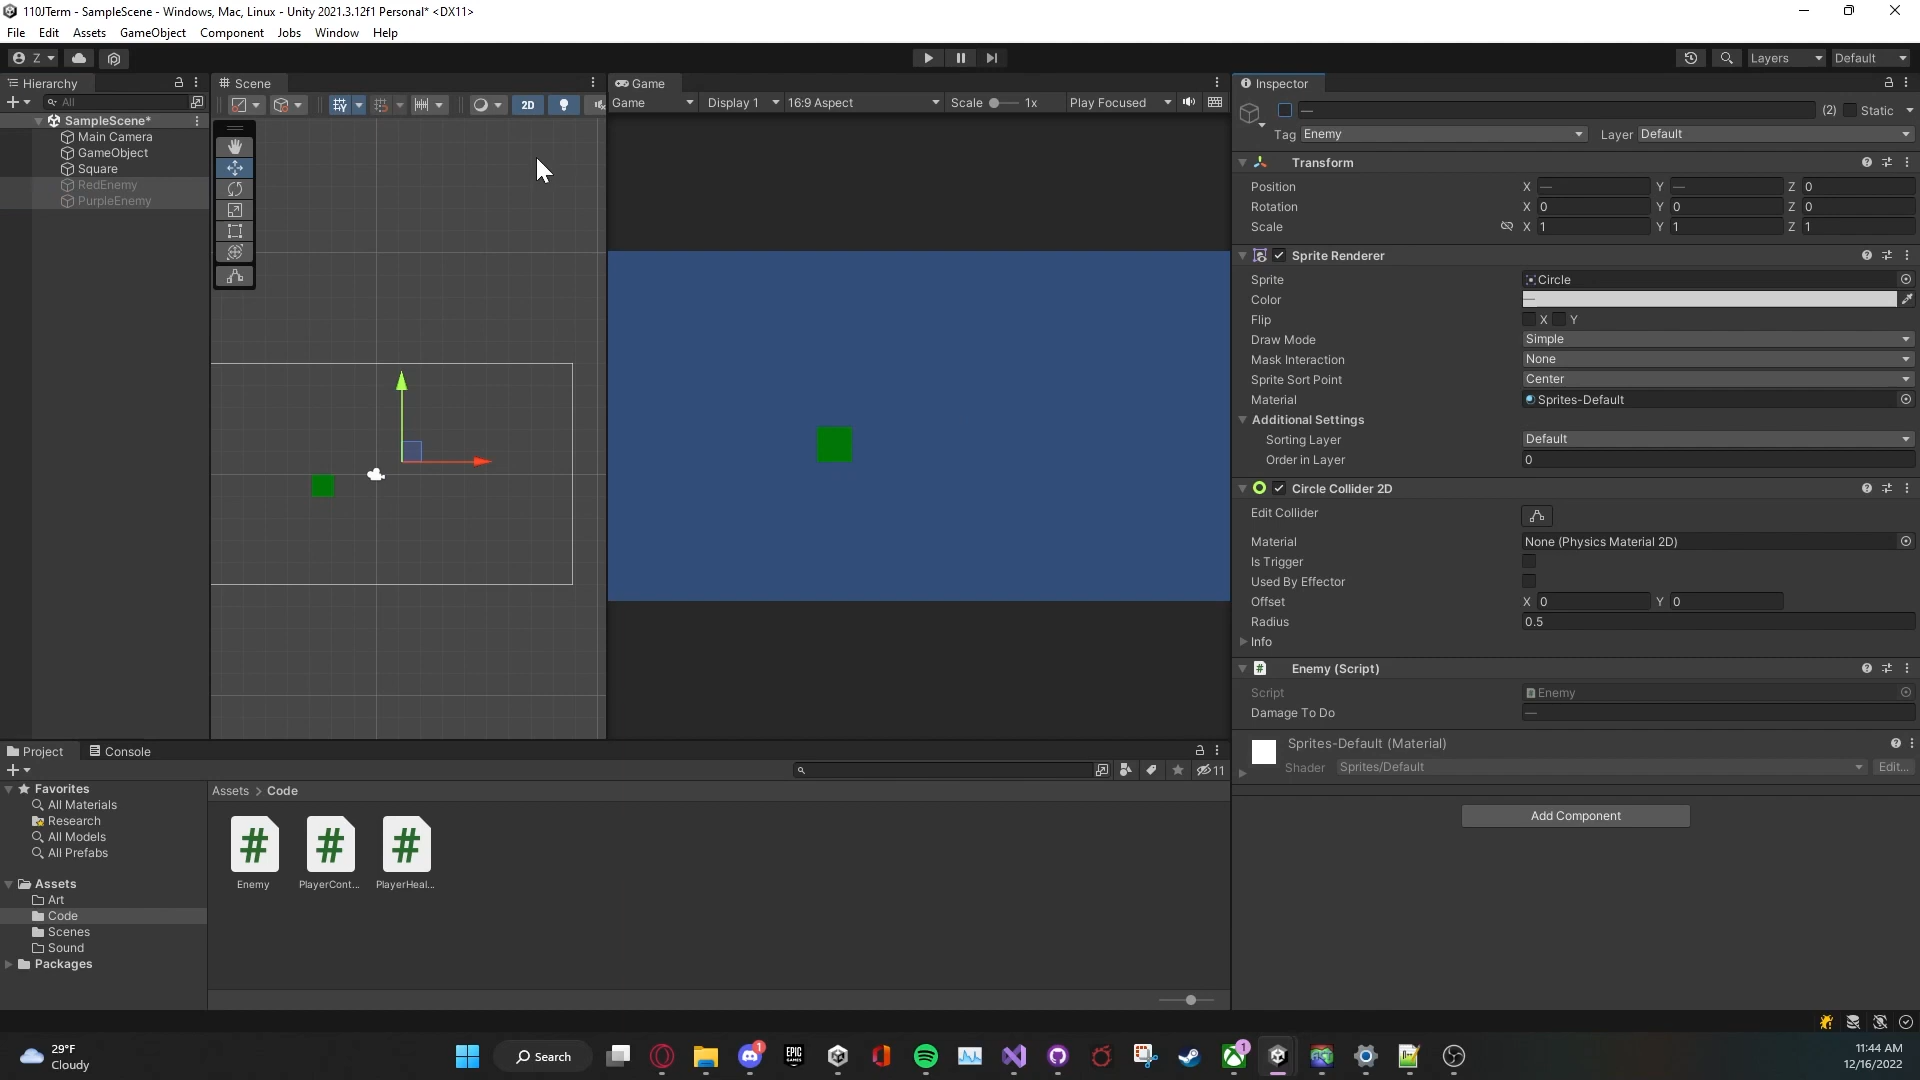 110JTerm - SampleScene - Windows, Mac, Linux - Unity 2021.3.12f1 Personal* <DX11>
File Edit Assets GameObject Component Jobs Window Help
Z Layers Default
Hierarchy Scene Game Inspector
All 2D Game Display 1 16:9 Aspect Scale 1x Play Focused
— (2) Static
Tag Enemy Layer Default
SampleScene*
Main Camera
GameObject
Square
RedEnemy
PurpleEnemy
Transform
Position X — Y — Z 0
Rotation X 0 Y 0 Z 0
Scale X 1 Y 1 Z 1
Sprite Renderer
Sprite Circle
Color —
Flip X Y
Draw Mode Simple
Mask Interaction None
Sprite Sort Point Center
Material Sprites-Default
Additional Settings
Sorting Layer Default
Order in Layer 0
Circle Collider 2D
Edit Collider
Material None (Physics Material 2D)
Is Trigger
Used By Effector
Offset X 0 Y 0
Radius 0.5
Info
# Enemy (Script)
Script Enemy
Damage To Do —
Sprites-Default (Material)
Shader Sprites/Default Edit...
Add Component
Project Console
11
Favorites
All Materials
Research
All Models
All Prefabs
Assets
Art
Code
Scenes
Sound
Packages
Assets > Code
# # #
Enemy PlayerCont... PlayerHeal...
29°F
Cloudy
Search
1
EPIC
GAMES
1
11:44 AM
12/16/2022